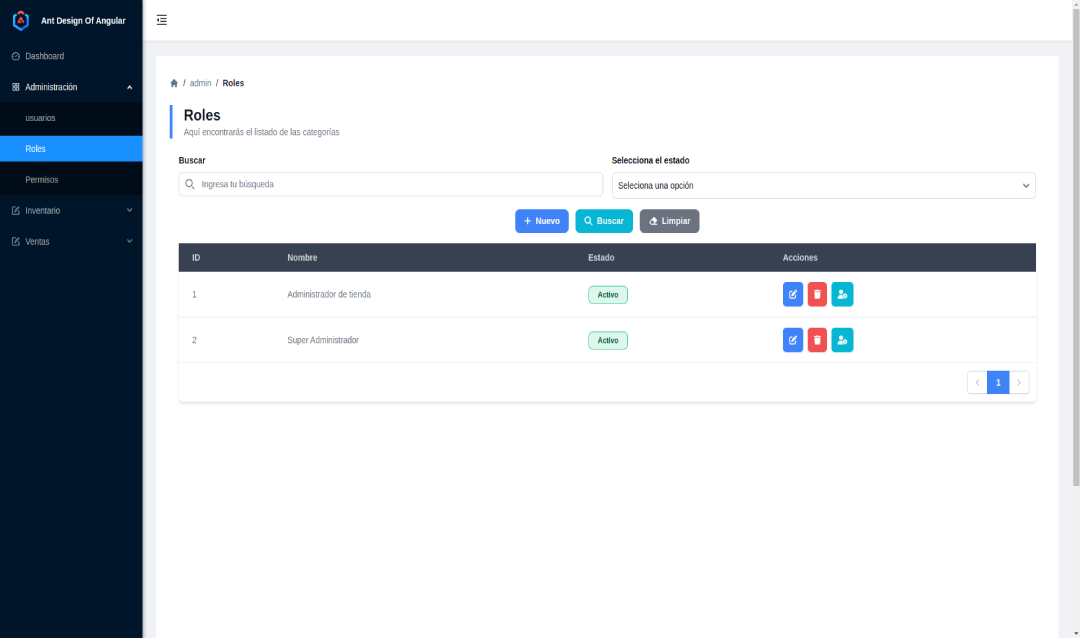 Ant Design Of Angular
Dashboard
Administración
usuarios
Roles
Permisos
Inventario
Ventas
/ admin / Roles
Roles
Aquí encontrarás el listado de las categorías
Buscar
Selecciona el estado
Ingresa tu búsqueda
Seleciona una opción
Nuevo
Buscar
Limpiar
ID Nombre Estado Acciones
1 Administrador de tienda Activo
2 Super Administrador Activo
1